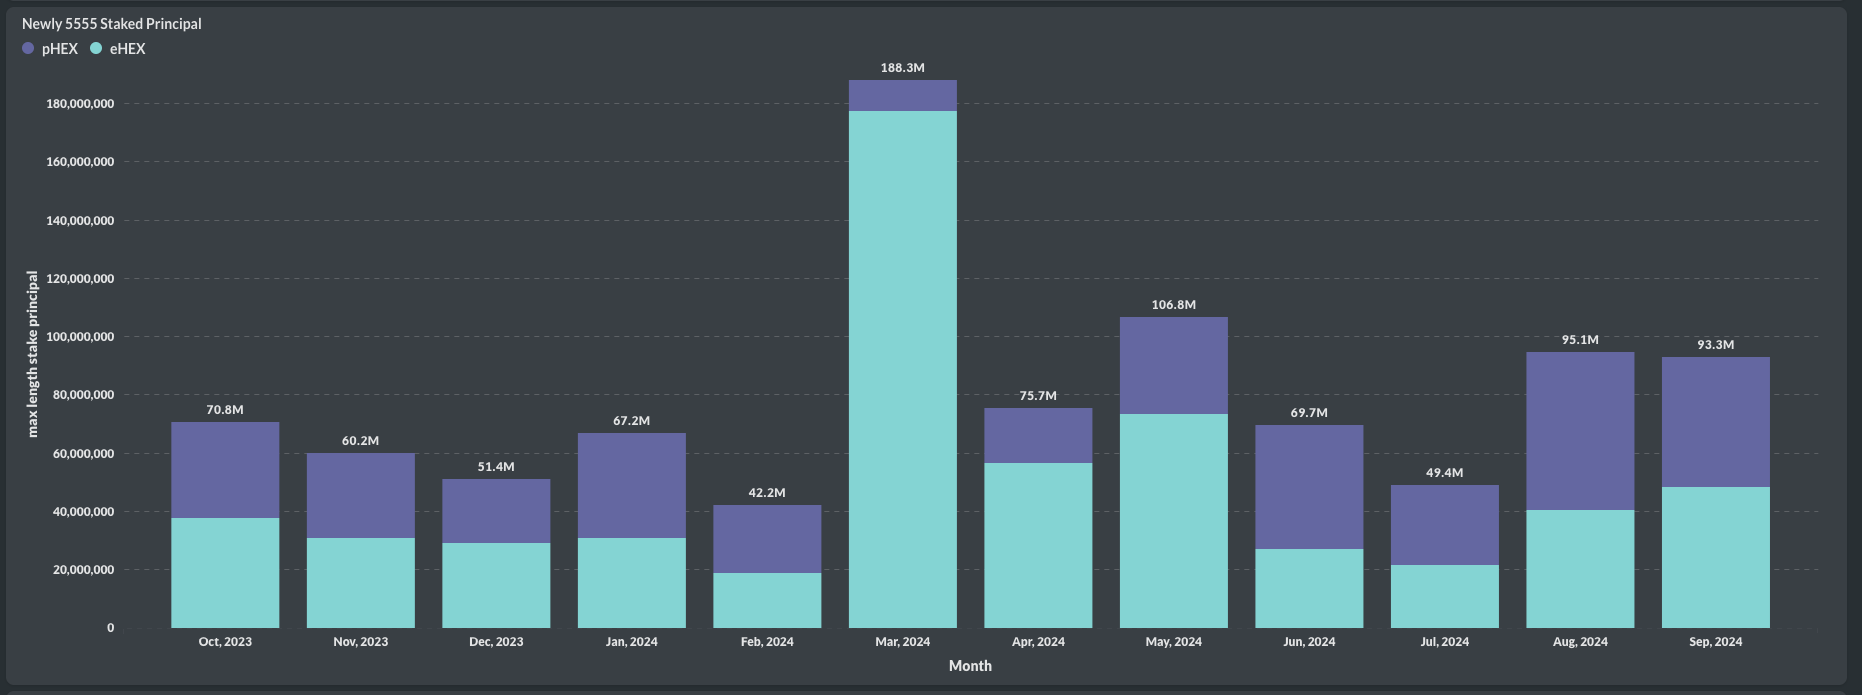 Newly 5555 Staked Principal
pHEX eHEX
188.3M
180,000,000
160,000,000
140,000,000
120,000,000
106.8M
100,000,000
95.1M
93.3M
80,000,000
75.7M
70.8M
69.7M
67.2M
60,000,000
60.2M
51.4M
49.4M
42.2M
40,000,000
20,000,000
0
max length stake principal
Oct, 2023 Nov, 2023 Dec, 2023 Jan, 2024 Feb, 2024 Mar, 2024 Apr, 2024 May, 2024 Jun, 2024 Jul, 2024 Aug, 2024 Sep, 2024
Month